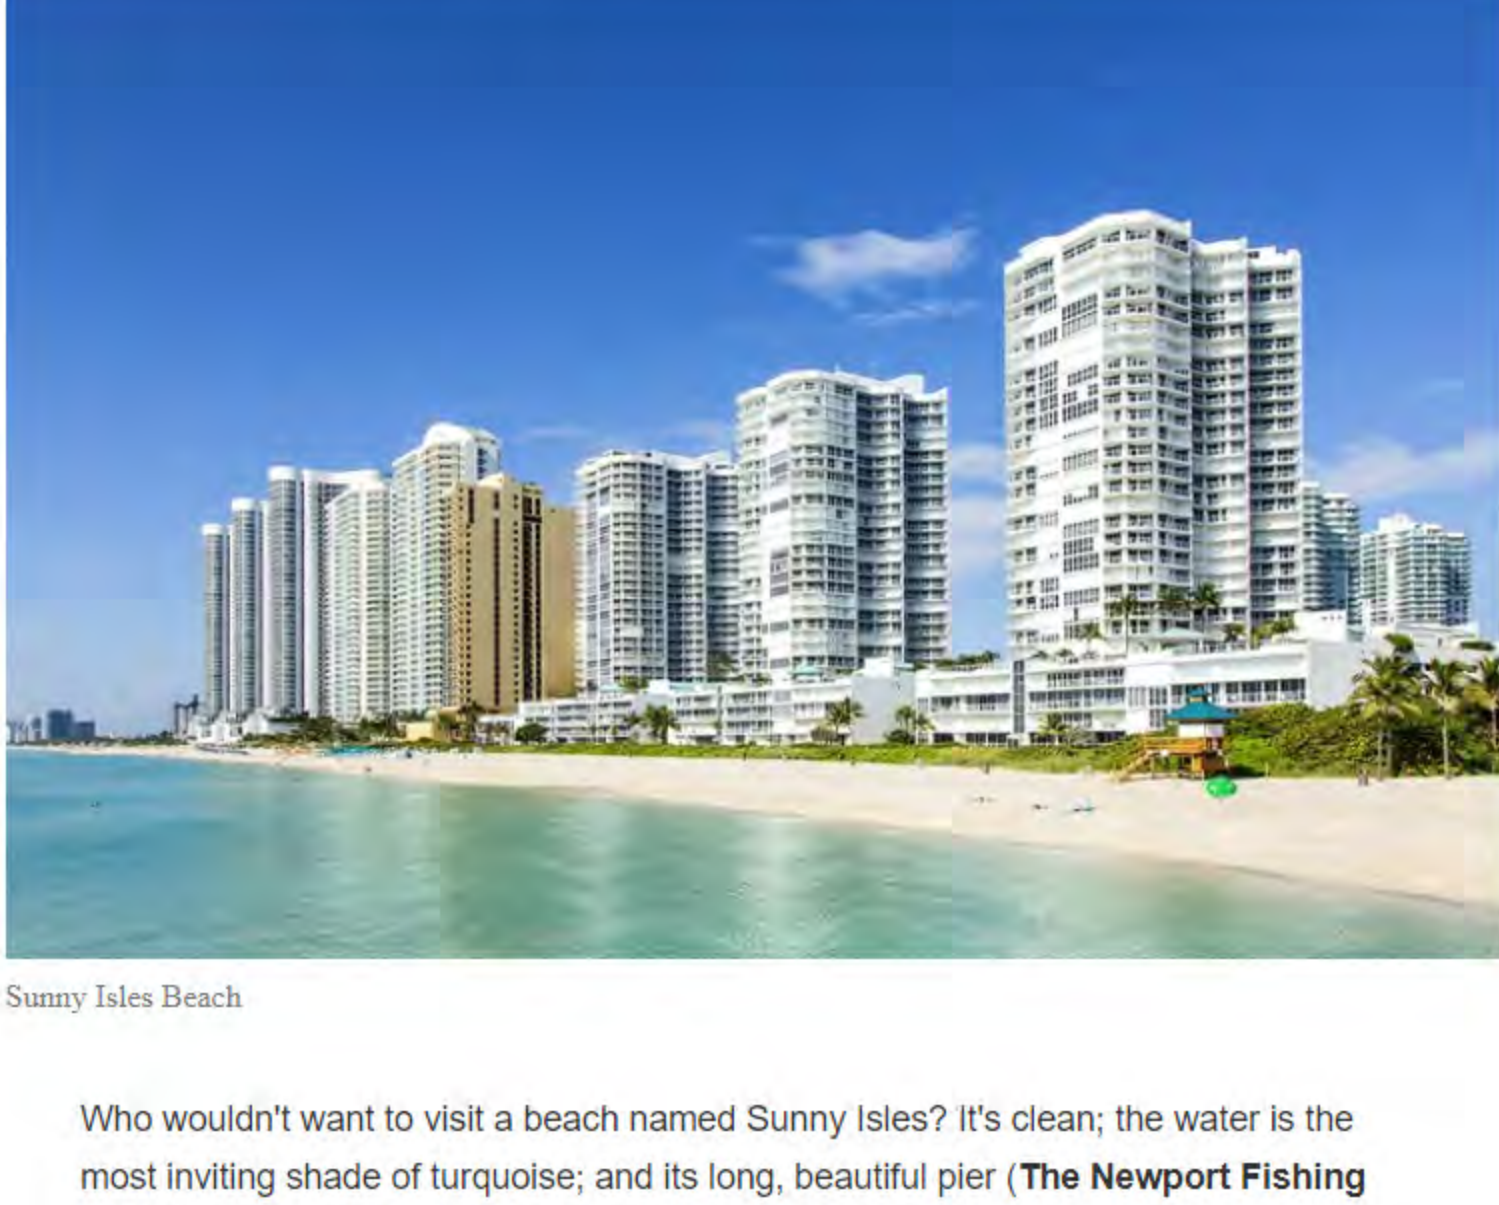 Sunny Isles Beach
Who wouldn't want to visit a beach named Sunny Isles? It's clean; the water is the
most inviting shade of turquoise; and its long, beautiful pier (The Newport Fishing